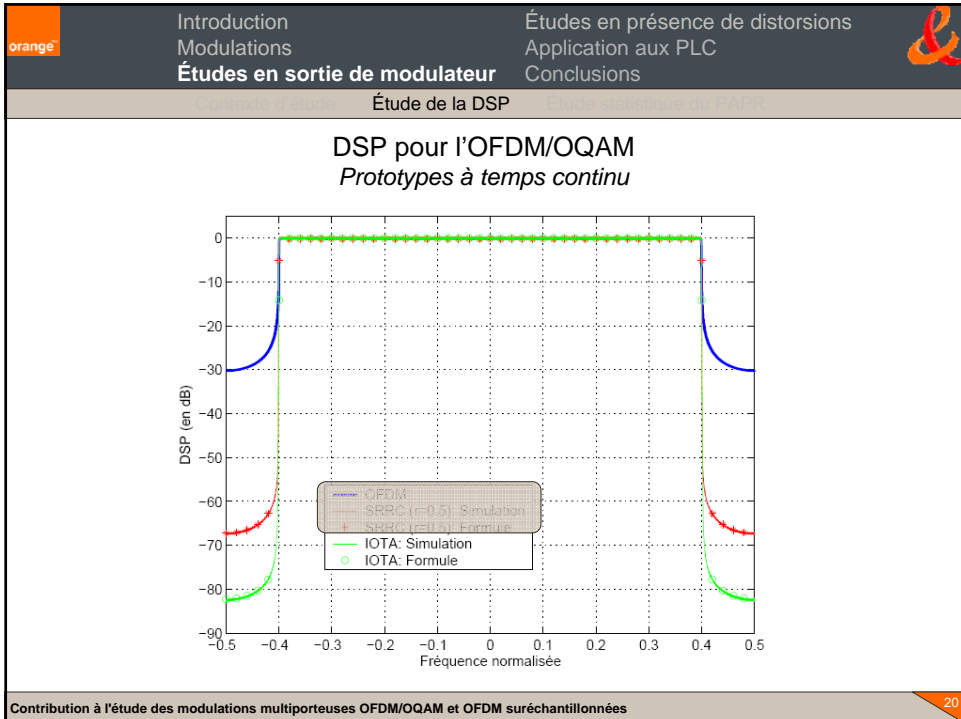 orange™
Introduction
Modulations
Études en sortie de modulateur
Études en présence de distorsions
Application aux PLC
Conclusions
Contexte d'étude Étude de la DSP Étude statistique du PAPR
DSP pour l'OFDM/OQAM
Prototypes à temps continu
0
−10
−20
−30
−40
−50
−60
−70
−80
−90
DSP (en dB)
OFDM
SRRC (r=0.5): Simulation
SRRC (r=0.5): Formule
IOTA: Simulation
IOTA: Formule
−0.5 −0.4 −0.3 −0.2 −0.1 0 0.1 0.2 0.3 0.4 0.5
Fréquence normalisée
Contribution à l'étude des modulations multiporteuses OFDM/OQAM et OFDM suréchantillonnées
20